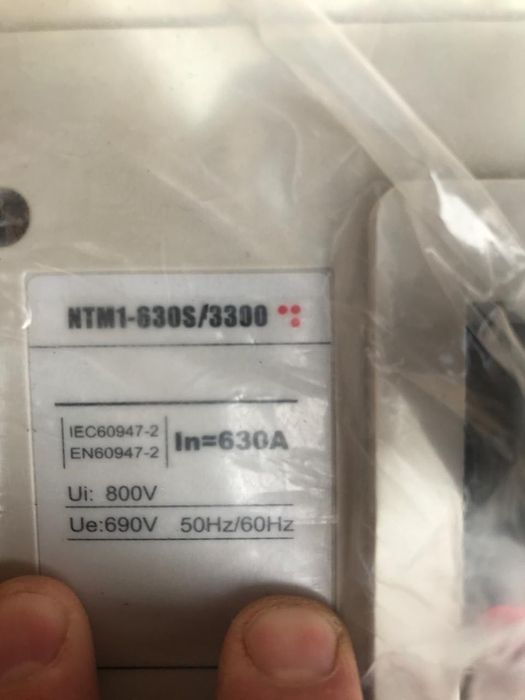 NTM1-630S/3300
IEC60947-2
EN60947-2
In=630A
Ui: 800V
Ue:690V 50Hz/60Hz